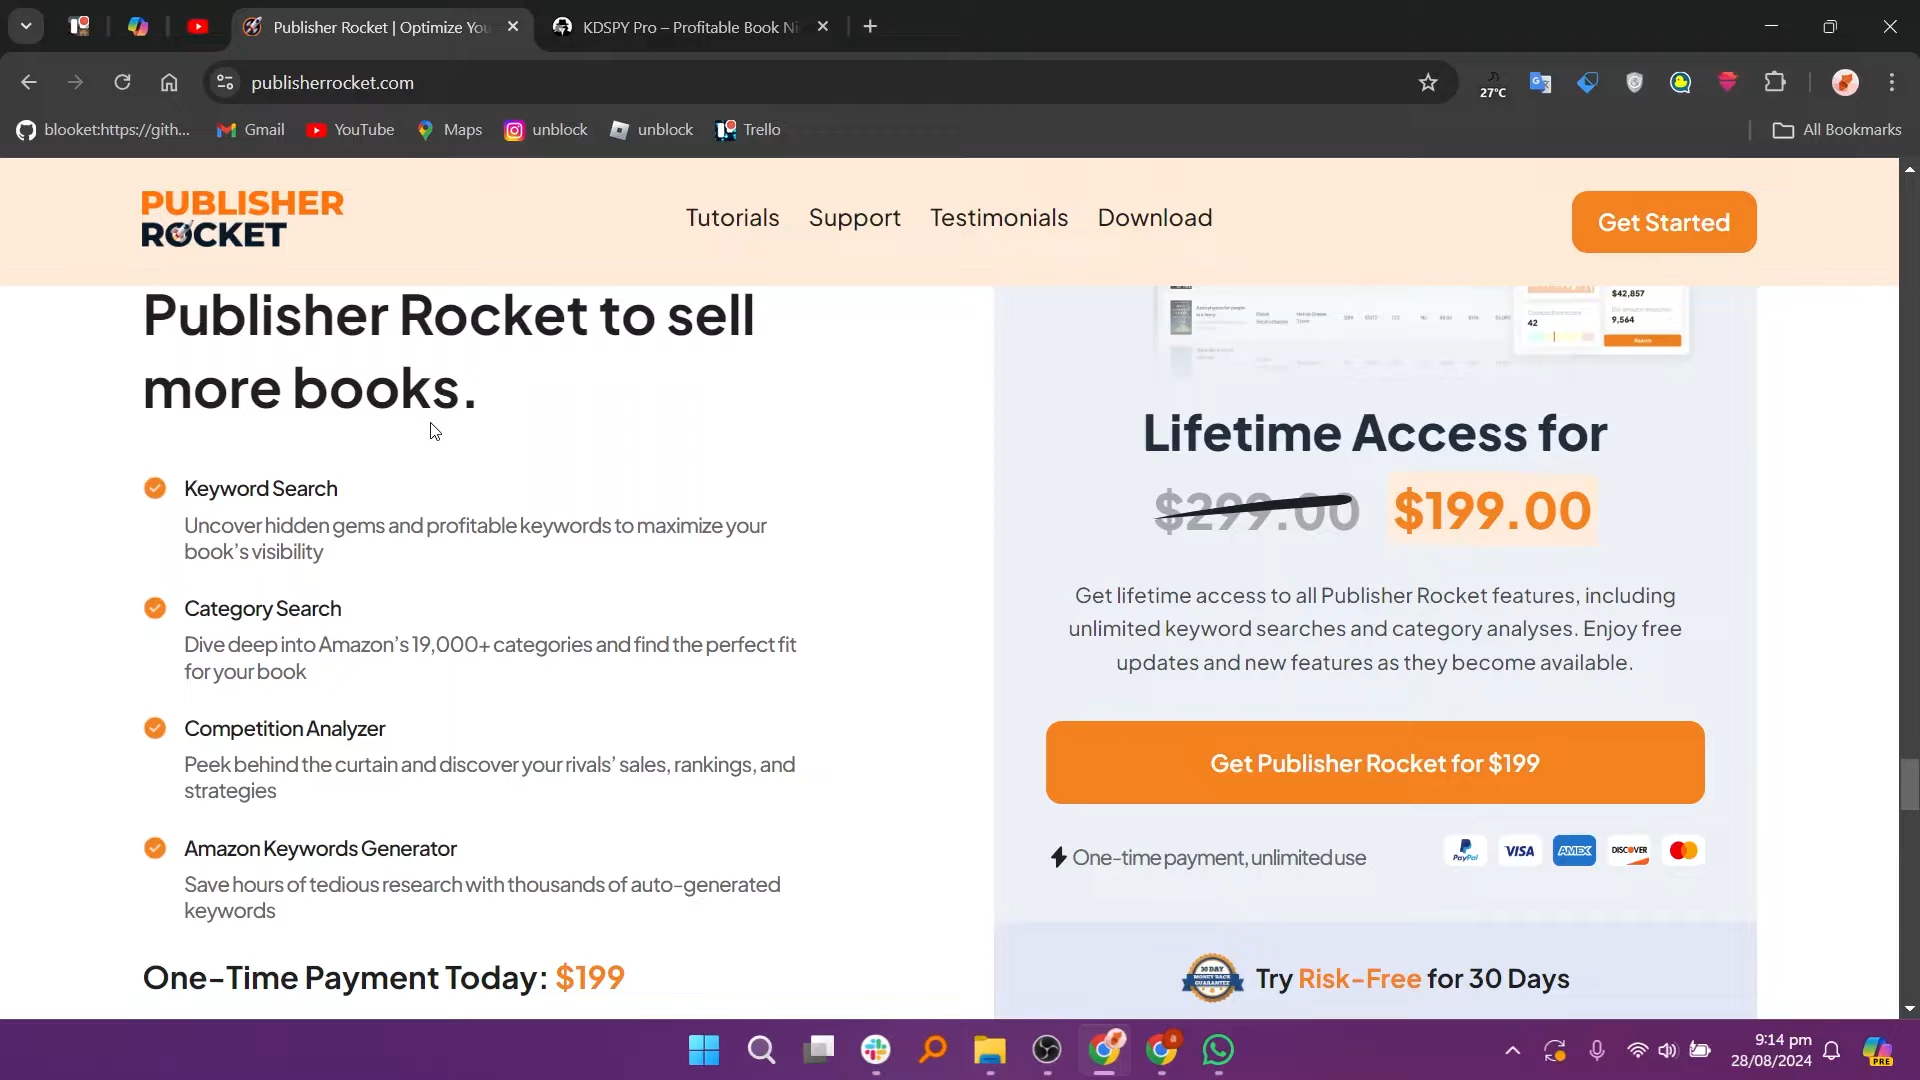 Publisher Rocket | Optimize You
KDSPY Pro – Profitable Book Ni
publisherrocket.com
27°C
blooket:https://gith...
Gmail
YouTube
Maps
unblock
unblock
Trello
All Bookmarks
PUBLISHER
ROCKET
Tutorials
Support
Testimonials
Download
Get Started
Publisher Rocket to sell
more books.
Keyword Search
Uncover hidden gems and profitable keywords to maximize your
book's visibility
Category Search
Dive deep into Amazon's 19,000+ categories and find the perfect fit
for your book
Competition Analyzer
Peek behind the curtain and discover your rivals' sales, rankings, and
strategies
Amazon Keywords Generator
Save hours of tedious research with thousands of auto-generated
keywords
One-Time Payment Today: $199
$42,857
42
9,564
Search
Lifetime Access for
$299.00 $199.00
Get lifetime access to all Publisher Rocket features, including
unlimited keyword searches and category analyses. Enjoy free
updates and new features as they become available.
Get Publisher Rocket for $199
One-time payment, unlimited use
PayPal
VISA
AMEX
DISCOVER
30 DAY
MONEY BACK
GUARANTEE
Try Risk-Free for 30 Days
9:14 pm
28/08/2024
PRE